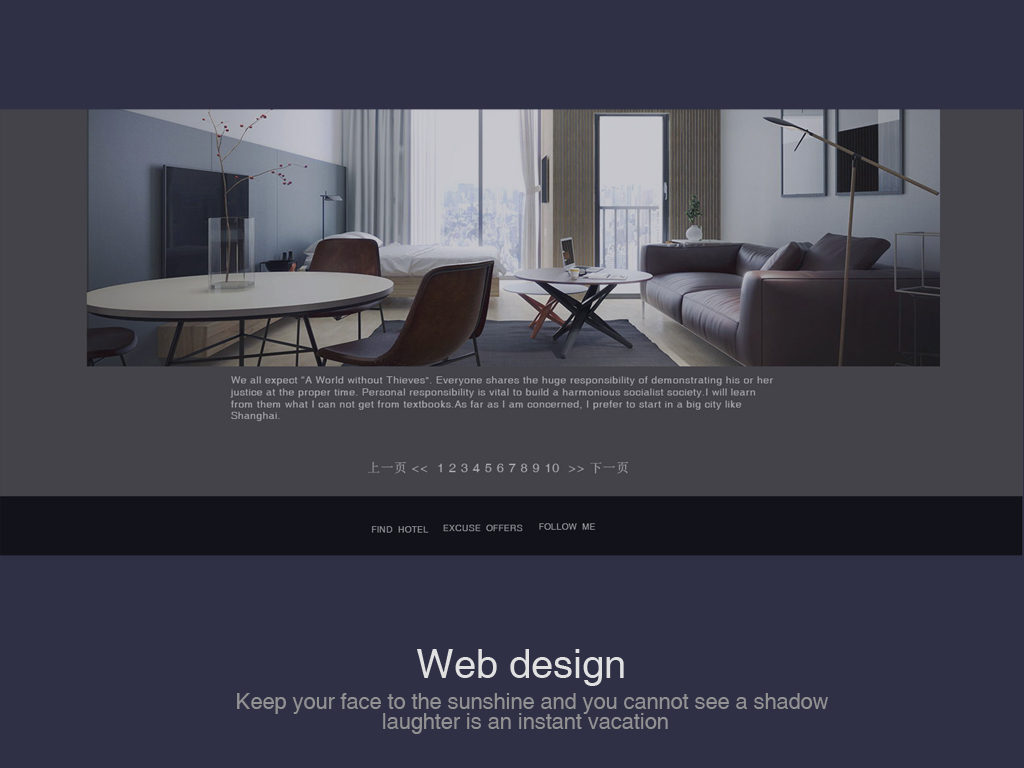 We all expect "A World without Thieves". Everyone shares the huge responsibility of demonstrating his or her
justice at the proper time. Personal responsibility is vital to build a harmonious socialist society.I will learn
from them what I can not get from textbooks.As far as I am concerned, I prefer to start in a big city like
Shanghai.
上一页 << 1 2 3 4 5 6 7 8 9 10 >> 下一页
FIND HOTEL EXCUSE OFFERS FOLLOW ME
Web design
Keep your face to the sunshine and you cannot see a shadow
laughter is an instant vacation